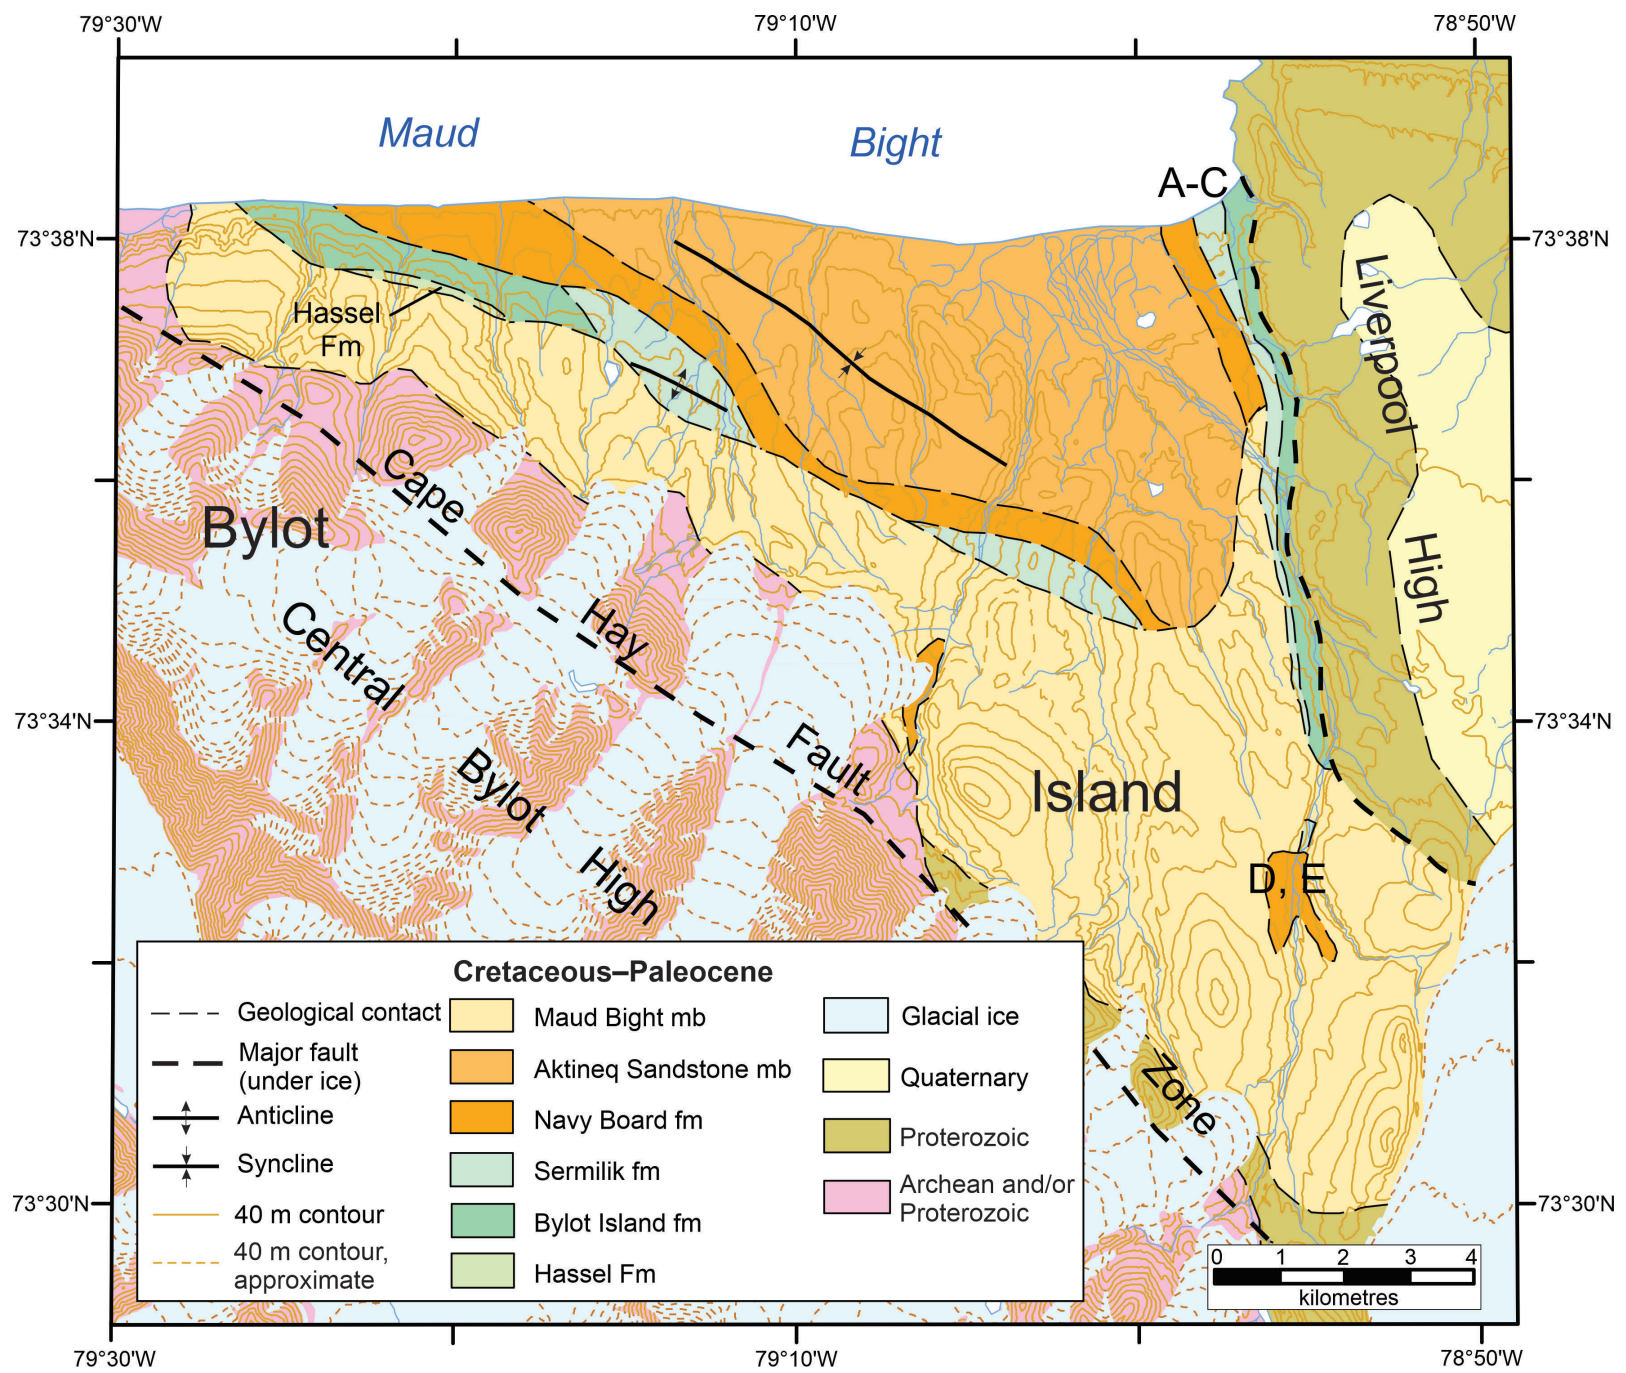 79°30'W
79°10'W
78°50'W
Maud
Bight
A-C
73°38'N
73°38'N
Hassel
Fm
Liverpool
High
Cape
Hay
Fault
Zone
Bylot
Island
Central
Bylot
High
73°34'N
73°34'N
D, E
Cretaceous–Paleocene
Geological contact
Major fault
(under ice)
Anticline
Syncline
40 m contour
40 m contour,
approximate
Maud Bight mb
Aktineq Sandstone mb
Navy Board fm
Sermilik fm
Bylot Island fm
Hassel Fm
Glacial ice
Quaternary
Proterozoic
Archean and/or
Proterozoic
73°30'N
73°30'N
0 1 2 3 4
kilometres
79°30'W
79°10'W
78°50'W